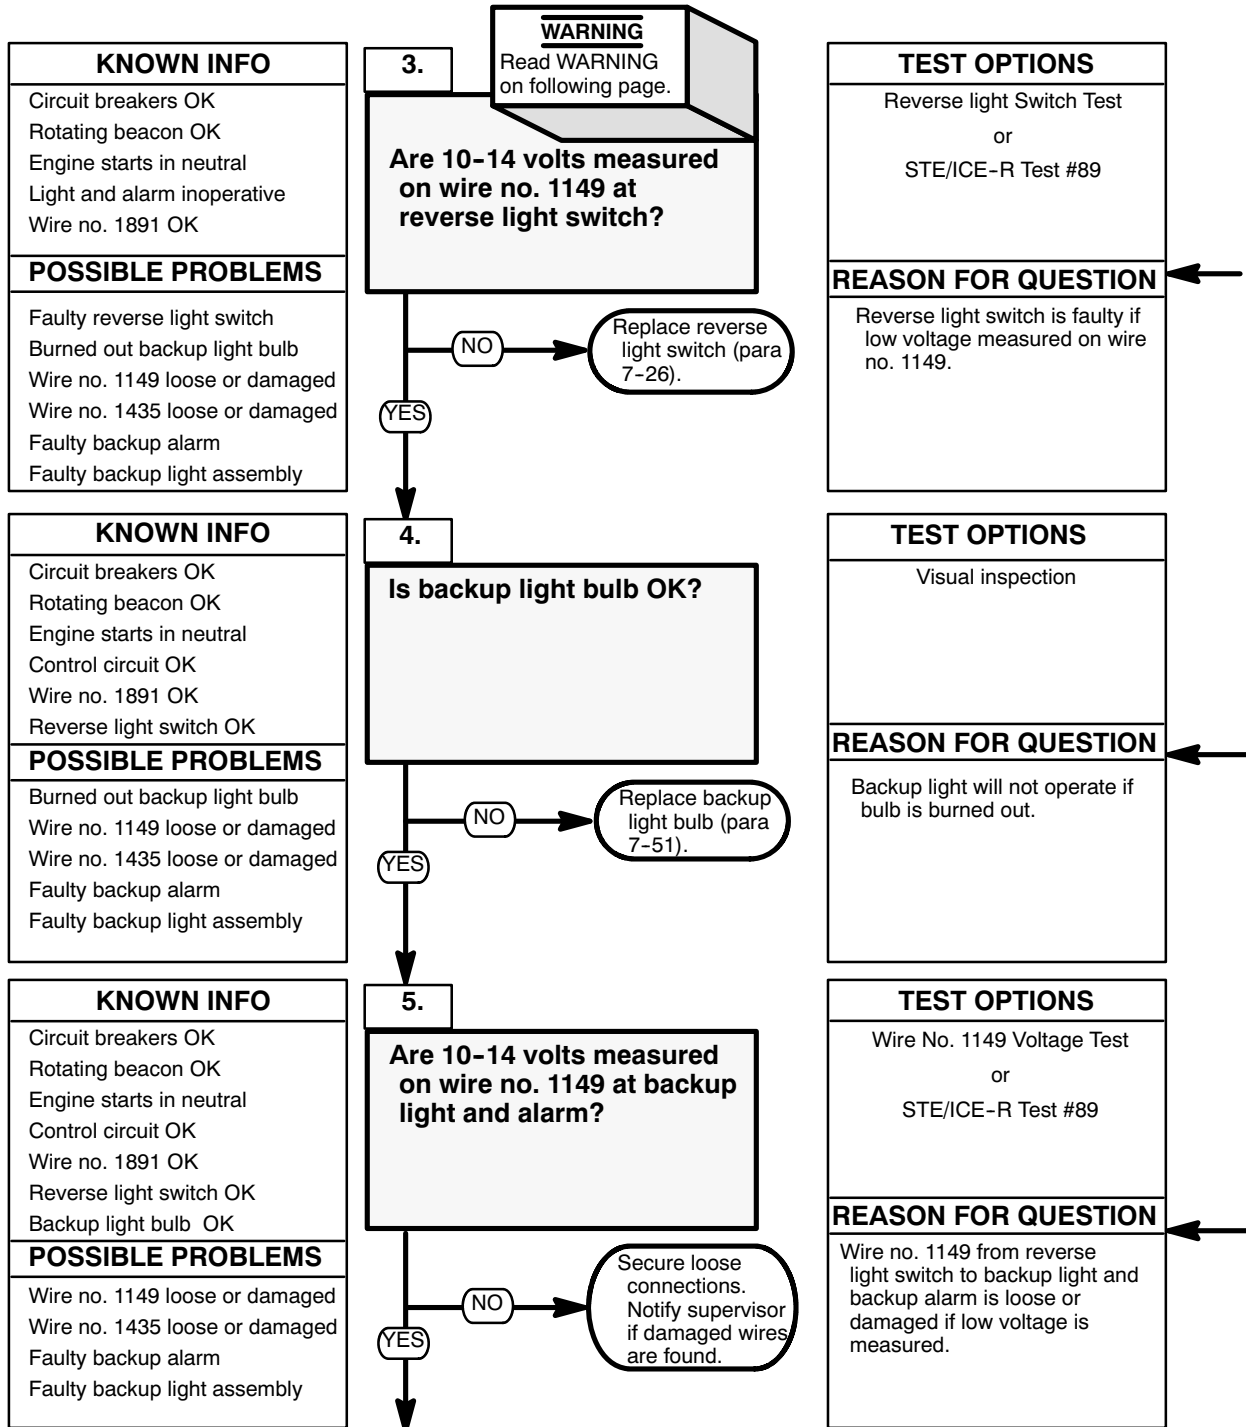 KNOWN INFO
Circuit breakers OK
Rotating beacon OK
Engine starts in neutral
Light and alarm inoperative
Wire no. 1891 OK
POSSIBLE PROBLEMS
Faulty reverse light switch
Burned out backup light bulb
Wire no. 1149 loose or damaged
Wire no. 1435 loose or damaged
Faulty backup alarm
Faulty backup light assembly
3.
WARNING
Read WARNING
on following page.
Are 10-14 volts measured
on wire no. 1149 at
reverse light switch?
NO
Replace reverse
light switch (para
7-26).
YES
TEST OPTIONS
Reverse light Switch Test
or
STE/ICE-R Test #89
REASON FOR QUESTION
Reverse light switch is faulty if
low voltage measured on wire
no. 1149.
KNOWN INFO
Circuit breakers OK
Rotating beacon OK
Engine starts in neutral
Control circuit OK
Wire no. 1891 OK
Reverse light switch OK
POSSIBLE PROBLEMS
Burned out backup light bulb
Wire no. 1149 loose or damaged
Wire no. 1435 loose or damaged
Faulty backup alarm
Faulty backup light assembly
4.
Is backup light bulb OK?
NO
Replace backup
light bulb (para
7-51).
YES
TEST OPTIONS
Visual inspection
REASON FOR QUESTION
Backup light will not operate if
bulb is burned out.
KNOWN INFO
Circuit breakers OK
Rotating beacon OK
Engine starts in neutral
Control circuit OK
Wire no. 1891 OK
Reverse light switch OK
Backup light bulb OK
POSSIBLE PROBLEMS
Wire no. 1149 loose or damaged
Wire no. 1435 loose or damaged
Faulty backup alarm
Faulty backup light assembly
5.
Are 10-14 volts measured
on wire no. 1149 at backup
light and alarm?
NO
Secure loose
connections.
Notify supervisor
if damaged wires
are found.
YES
TEST OPTIONS
Wire No. 1149 Voltage Test
or
STE/ICE-R Test #89
REASON FOR QUESTION
Wire no. 1149 from reverse
light switch to backup light and
backup alarm is loose or
damaged if low voltage is
measured.